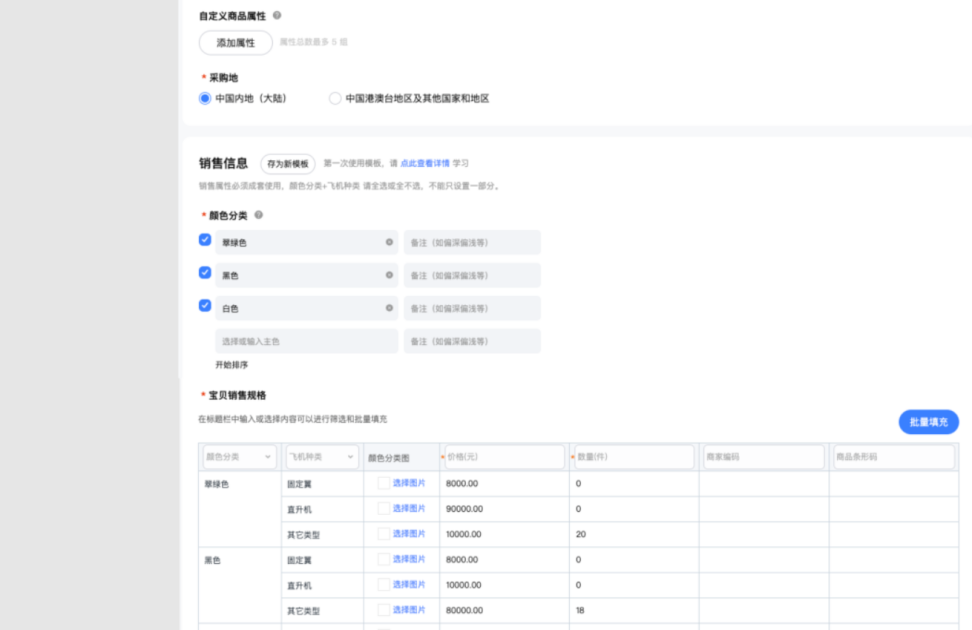 自定义商品属性
添加属性 属性总数最多 5 组
* 采购地
中国内地（大陆） 中国港澳台地区及其他国家和地区
销售信息 存为新模板 第一次使用模板，请 点此查看详情 学习
销售属性必须成套使用，颜色分类+飞机种类 请全选或全不选，不能只设置一部分。
* 颜色分类
翠绿色 备注（如偏深偏浅等）
黑色 备注（如偏深偏浅等）
白色 备注（如偏深偏浅等）
选择或输入主色 备注（如偏深偏浅等）
开始排序
* 宝贝销售规格
在标题栏中输入或选择内容可以进行筛选和批量填充
批量填充
颜色分类 飞机种类 颜色分类图 * 价格(元) * 数量(件) 商家编码 商品条形码
翠绿色 固定翼 选择图片 8000.00 0
直升机 选择图片 90000.00 0
其它类型 选择图片 10000.00 20
黑色 固定翼 选择图片 8000.00 0
直升机 选择图片 10000.00 0
其它类型 选择图片 80000.00 18